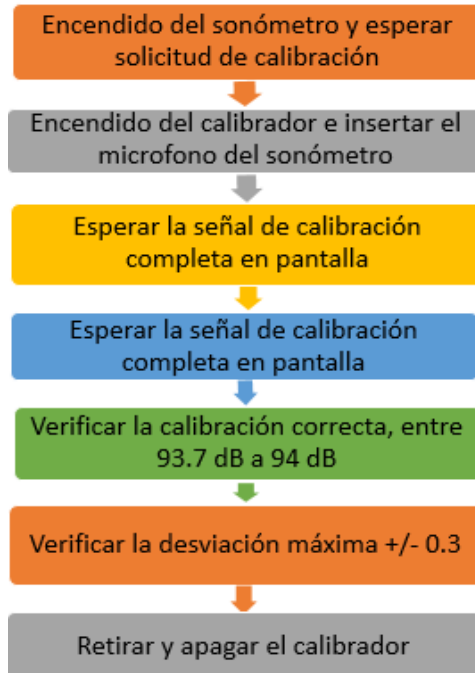 Encendido del sonómetro y esperar
solicitud de calibración
Encendido del calibrador e insertar el
microfono del sonómetro
Esperar la señal de calibración
completa en pantalla
Esperar la señal de calibración
completa en pantalla
Verificar la calibración correcta, entre
93.7 dB a 94 dB
Verificar la desviación máxima +/- 0.3
Retirar y apagar el calibrador